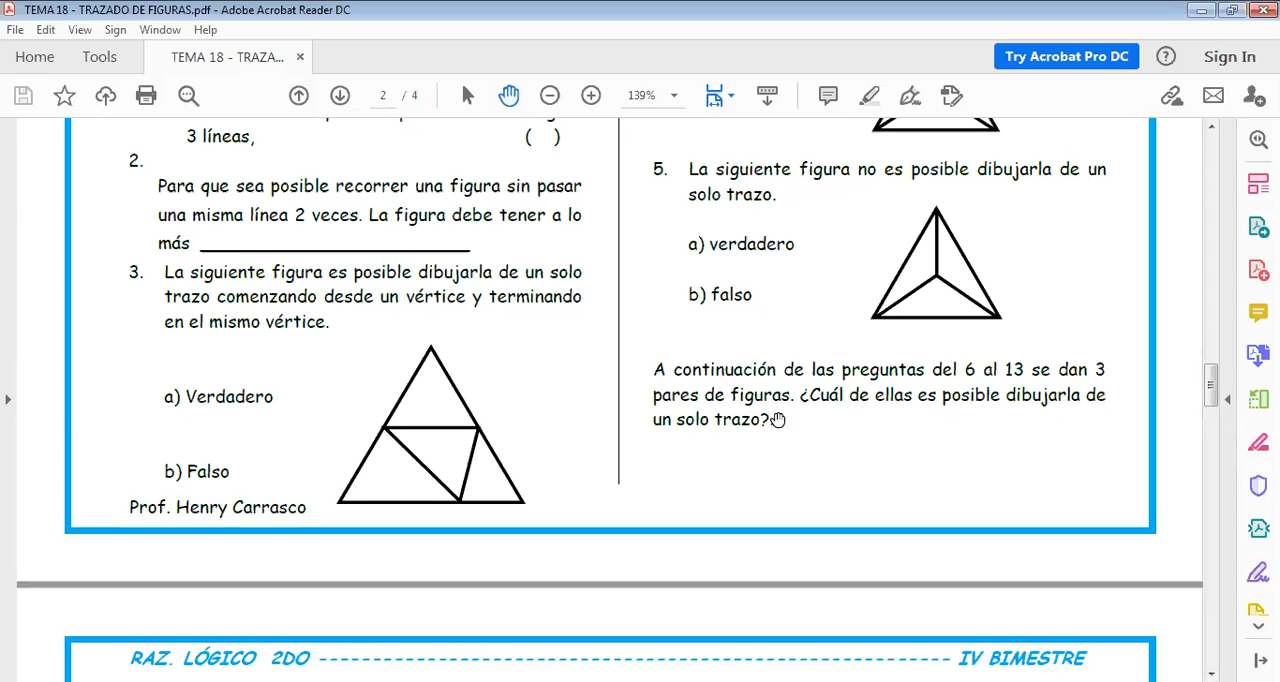 TEMA 18 - TRAZADO DE FIGURAS.pdf - Adobe Acrobat Reader DC
File Edit View Sign Window Help
Home Tools TEMA 18 - TRAZA... ×
Try Acrobat Pro DC
? Sign In
2 / 4
139%
3 líneas, ( )
2.
Para que sea posible recorrer una figura sin pasar
una misma línea 2 veces. La figura debe tener a lo
más ____________________
3. La siguiente figura es posible dibujarla de un solo
trazo comenzando desde un vértice y terminando
en el mismo vértice.
a) Verdadero
b) Falso
Prof. Henry Carrasco
5. La siguiente figura no es posible dibujarla de un
solo trazo.
a) verdadero
b) falso
A continuación de las preguntas del 6 al 13 se dan 3
pares de figuras. ¿Cuál de ellas es posible dibujarla de
un solo trazo?
RAZ. LÓGICO 2DO ---------------------------------------------------------- IV BIMESTRE